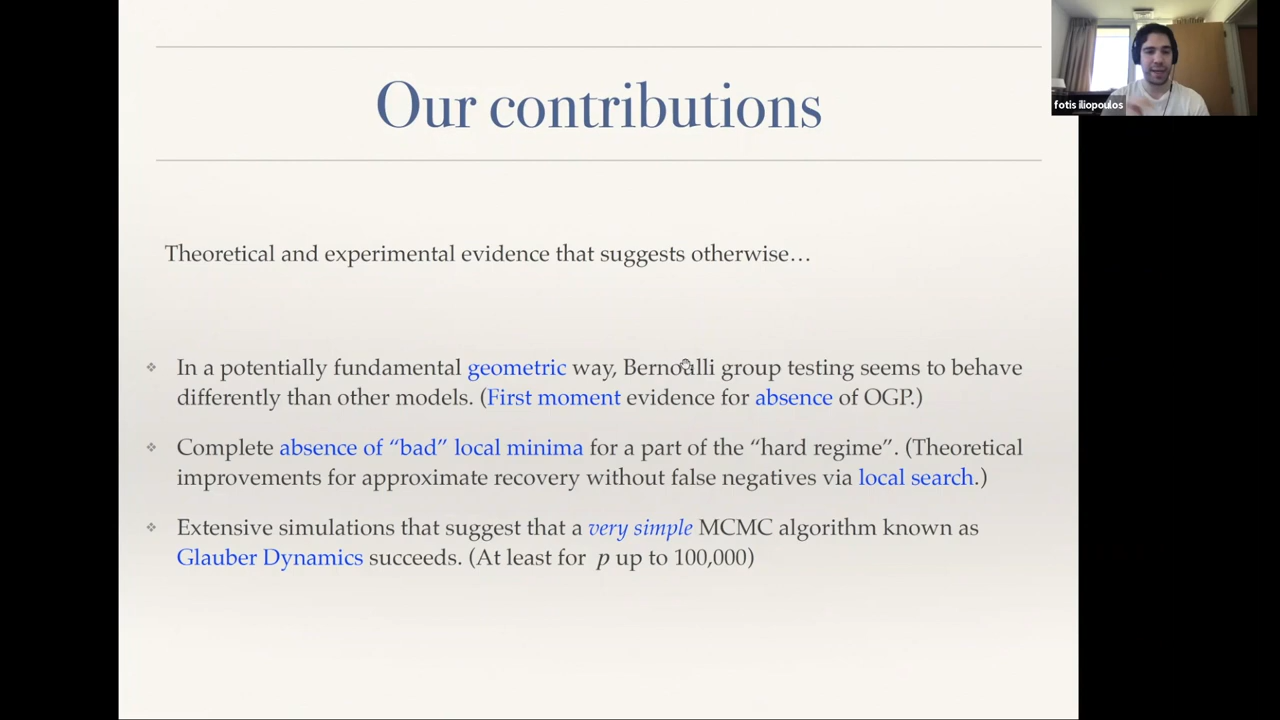 Our contributions
fotis iliopoulos
Theoretical and experimental evidence that suggests otherwise…
❖ In a potentially fundamental geometric way, Bernoulli group testing seems to behave
differently than other models. (First moment evidence for absence of OGP.)
❖ Complete absence of “bad” local minima for a part of the “hard regime”. (Theoretical
improvements for approximate recovery without false negatives via local search.)
❖ Extensive simulations that suggest that a very simple MCMC algorithm known as
Glauber Dynamics succeeds. (At least for p up to 100,000)